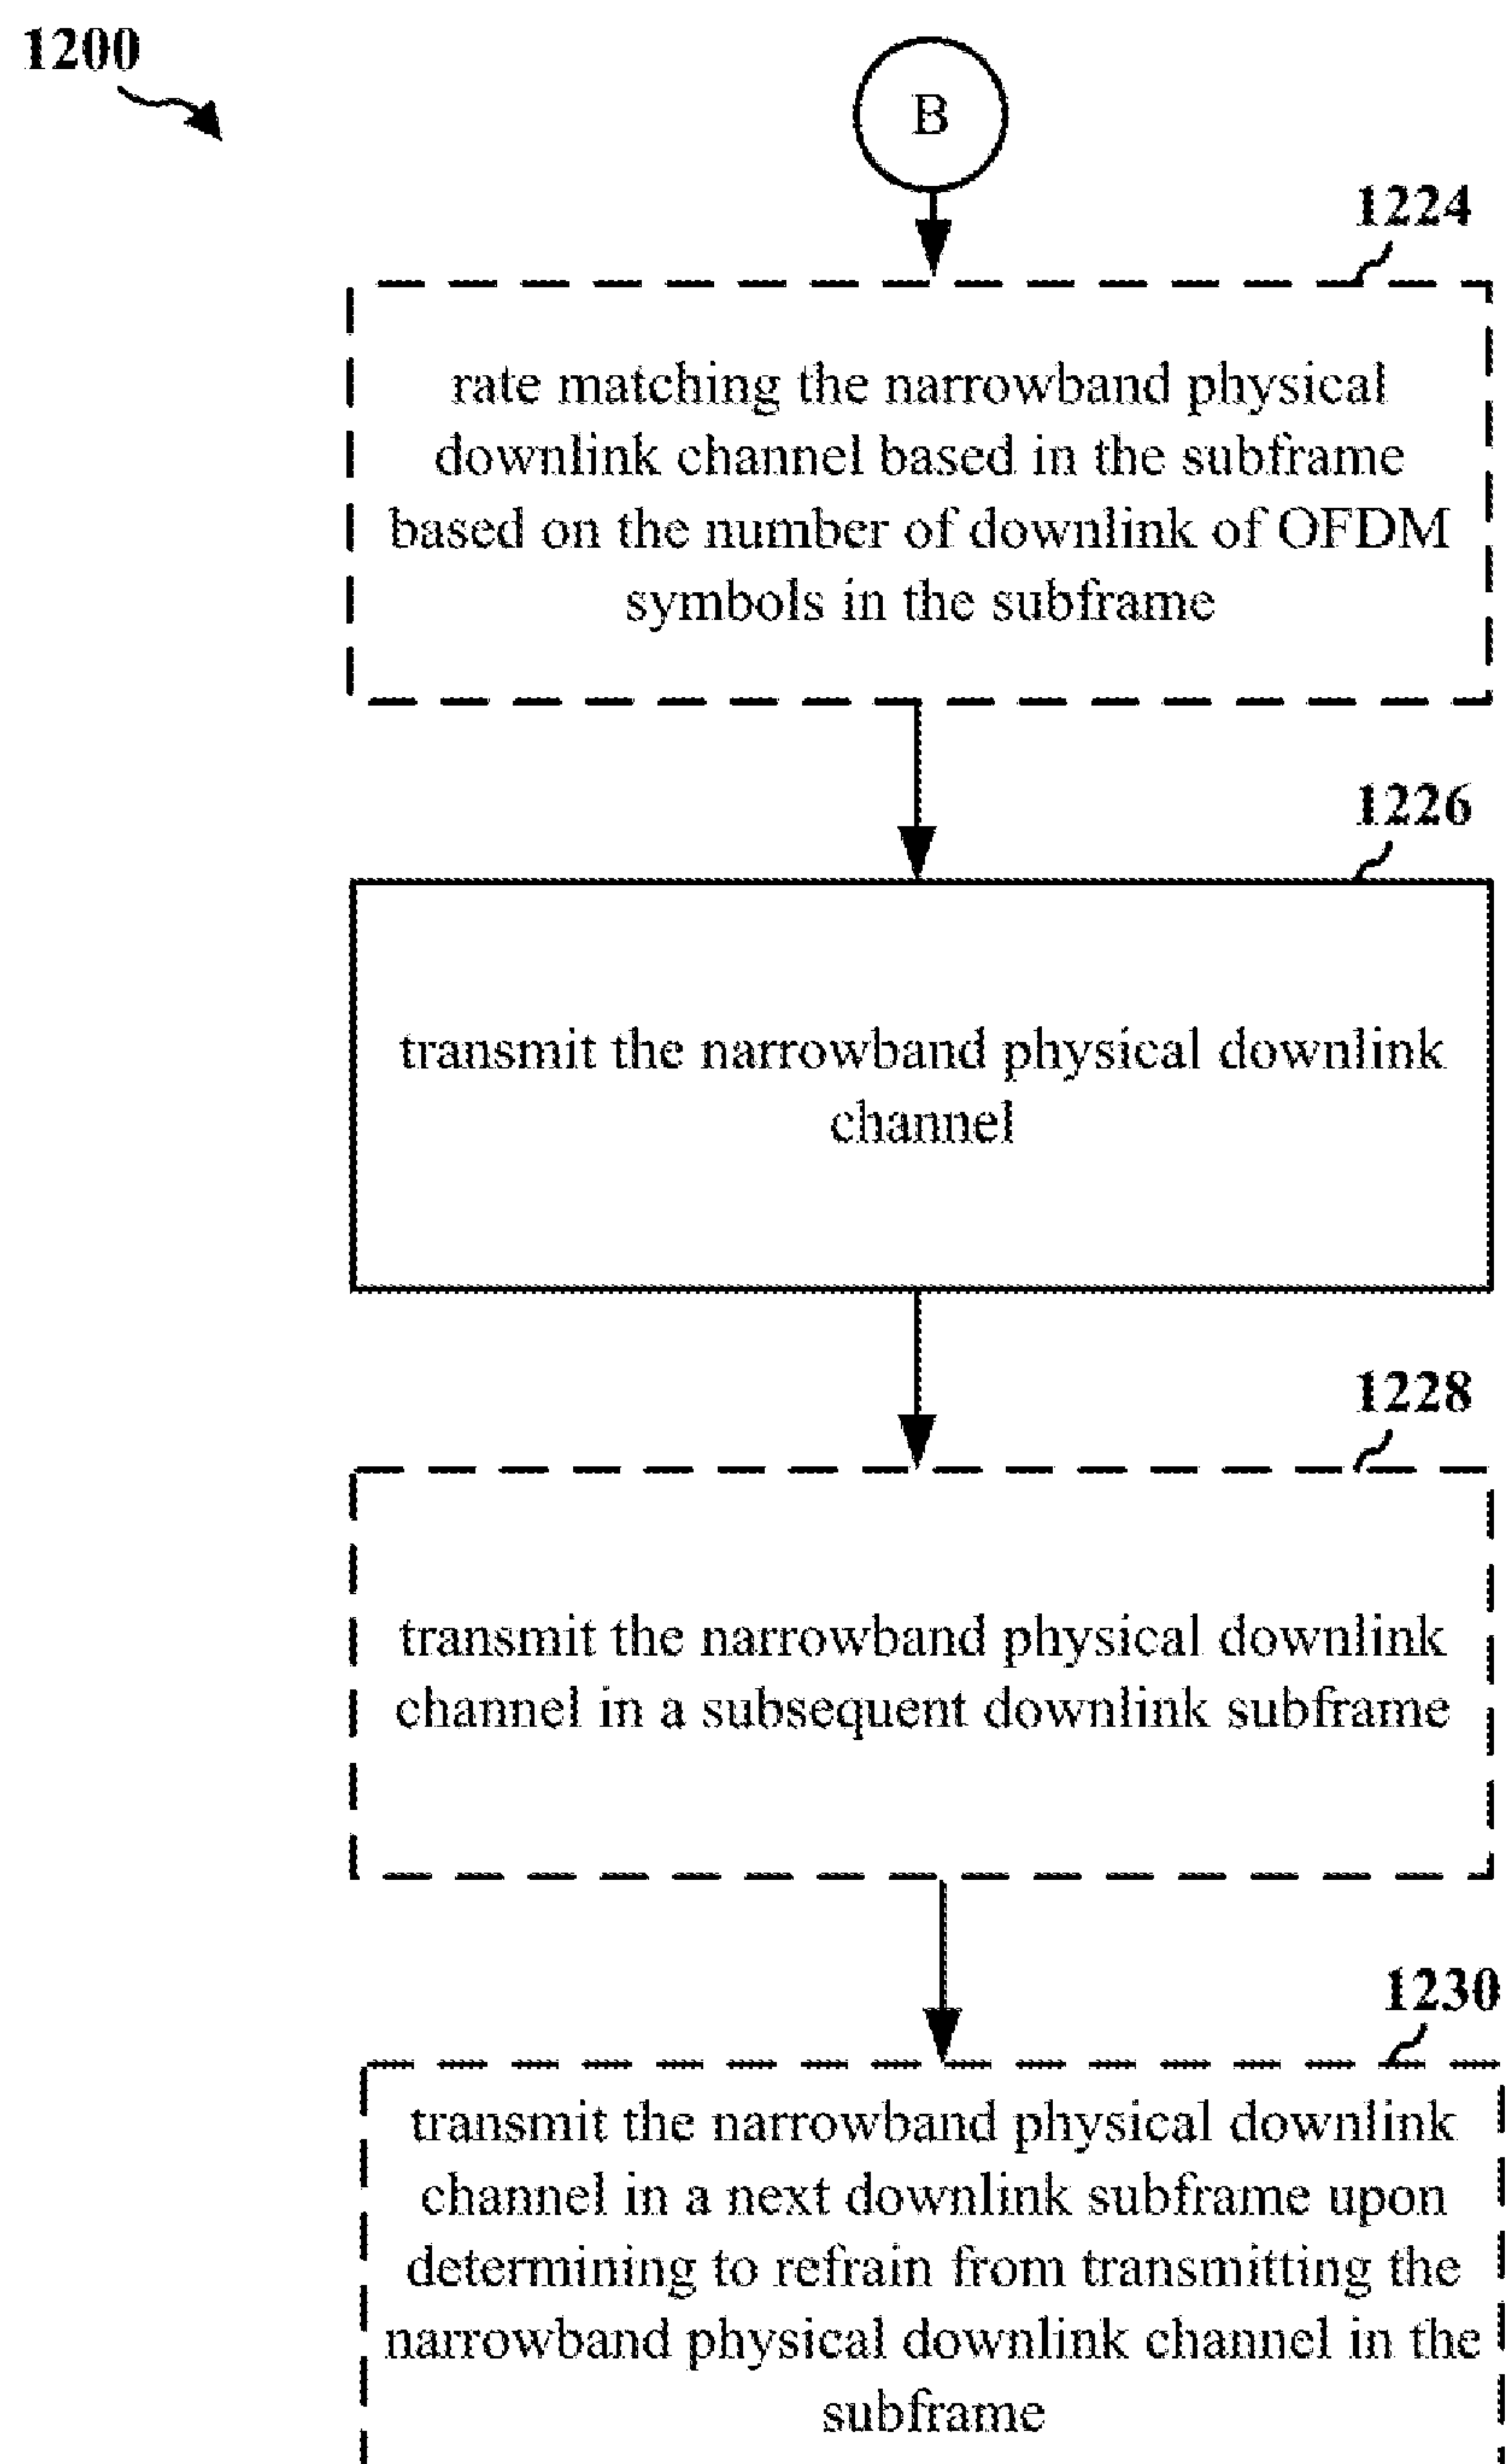 1200
B
1224
rate matching the narrowband physical
downlink channel based in the subframe
based on the number of downlink of OFDM
symbols in the subframe
1226
transmit the narrowband physical downlink
channel
1228
transmit the narrowband physical downlink
channel in a subsequent downlink subframe
1230
transmit the narrowband physical downlink
channel in a next downlink subframe upon
determining to refrain from transmitting the
narrowband physical downlink channel in the
subframe